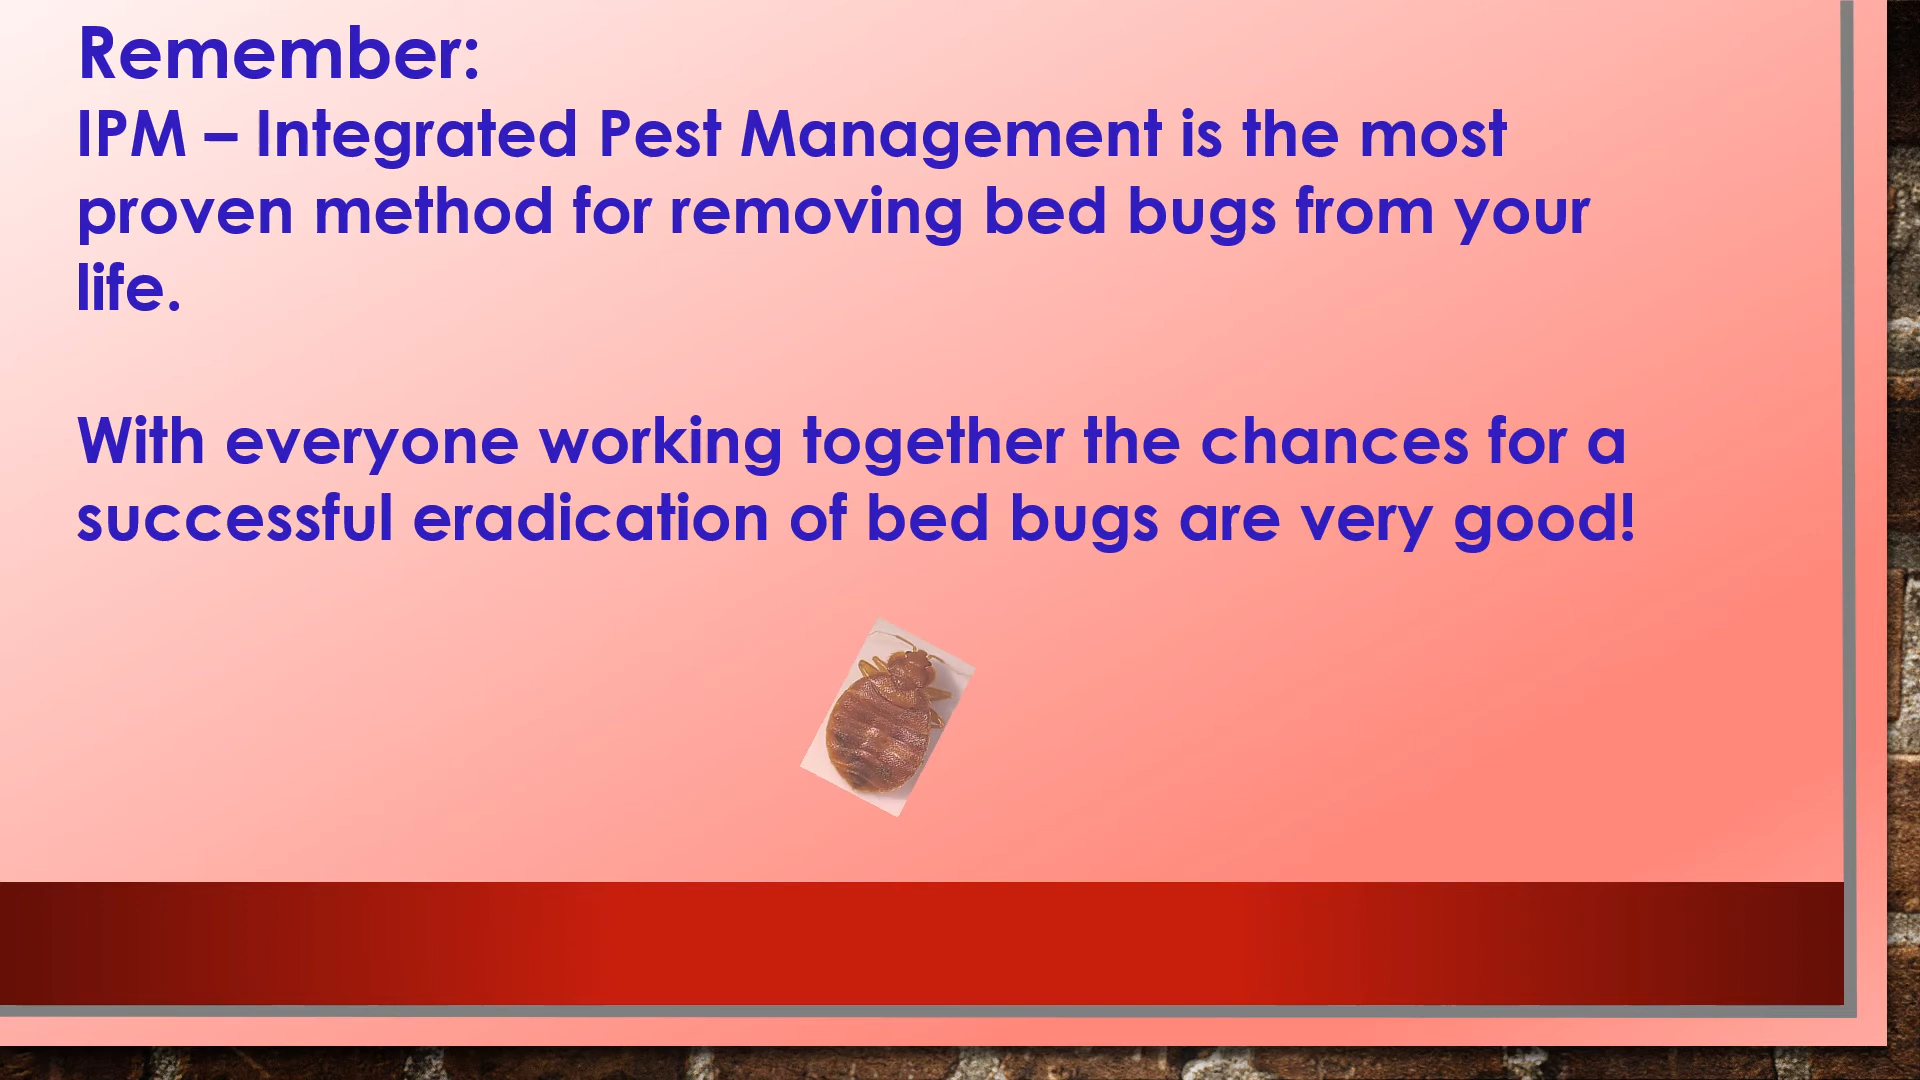 Remember:
IPM – Integrated Pest Management is the most
proven method for removing bed bugs from your
life.
With everyone working together the chances for a
successful eradication of bed bugs are very good!